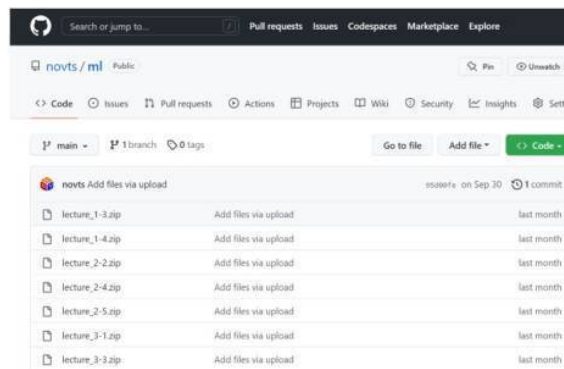 Search or jump to... / Pull requests Issues Codespaces Marketplace Explore
novts / ml Public Pin Unwatch
<> Code Issues Pull requests Actions Projects Wiki Security Insights Sett
main 1 branch 0 tags Go to file Add file Code
novts Add files via upload on Sep 30 1 commit
lecture_1-3.zip Add files via upload last month
lecture_1-4.zip Add files via upload last month
lecture_2-2.zip Add files via upload last month
lecture_2-4.zip Add files via upload last month
lecture_2-5.zip Add files via upload last month
lecture_3-1.zip Add files via upload last month
lecture_3-3.zip Add files via upload last month